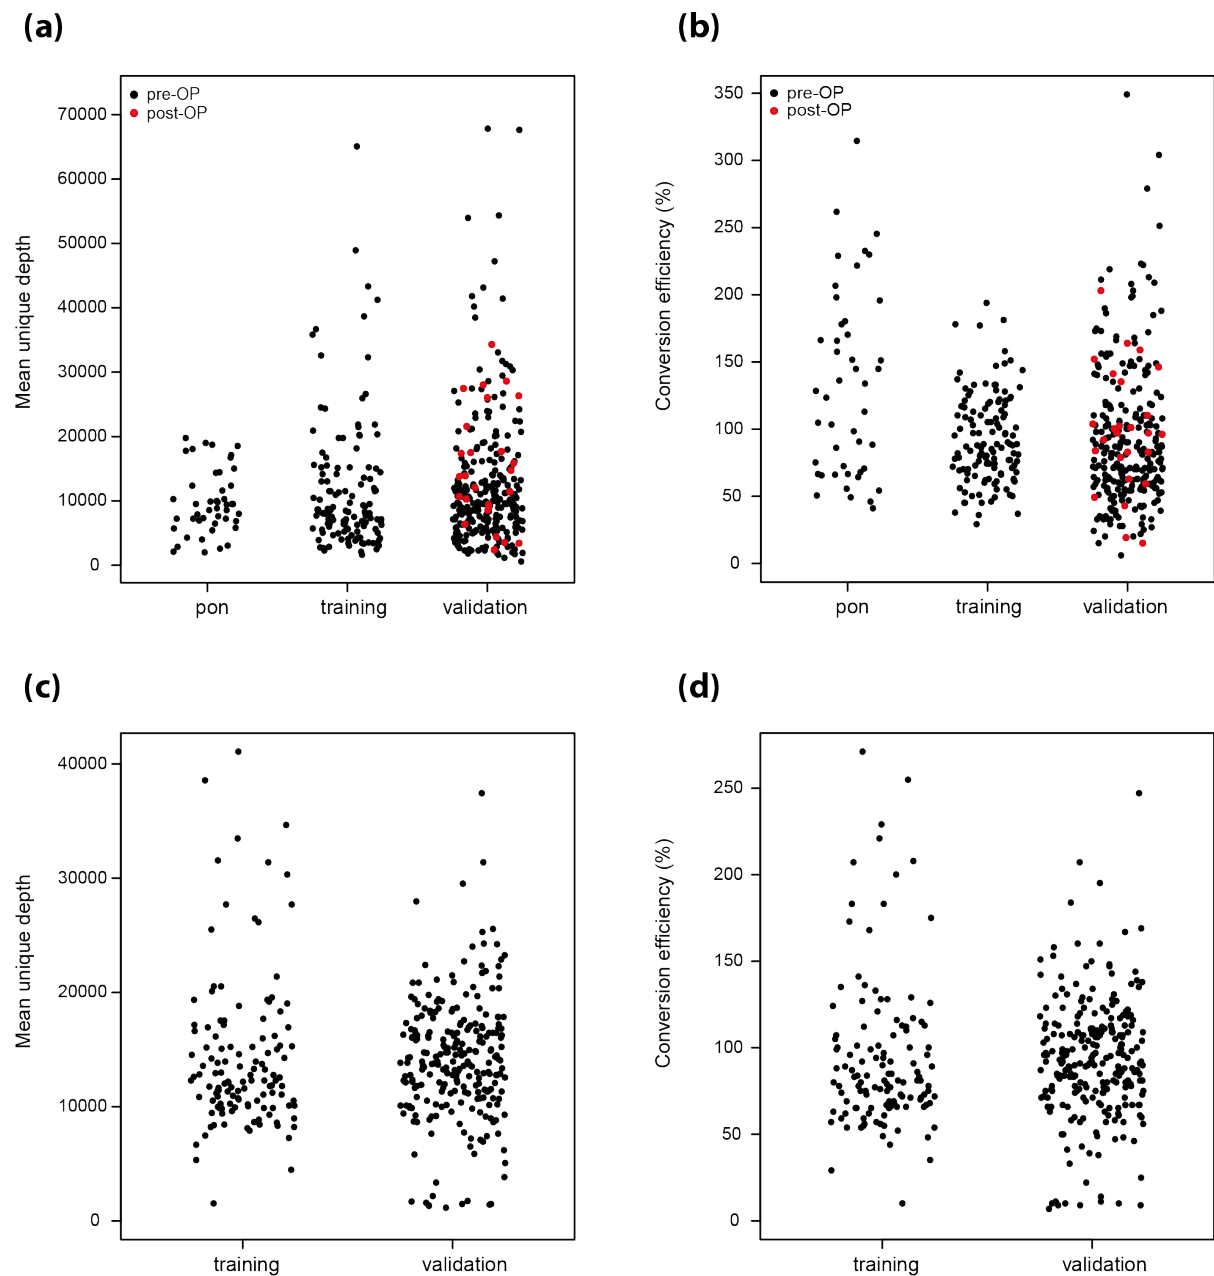 (a)
pre-OP
post-OP
Mean unique depth
70000
60000
50000
40000
30000
20000
10000
0
pon training validation
(b)
pre-OP
post-OP
Conversion efficiency (%)
350
300
250
200
150
100
50
0
pon training validation
(c)
Mean unique depth
40000
30000
20000
10000
0
training validation
(d)
Conversion efficiency (%)
250
200
150
100
50
0
training validation